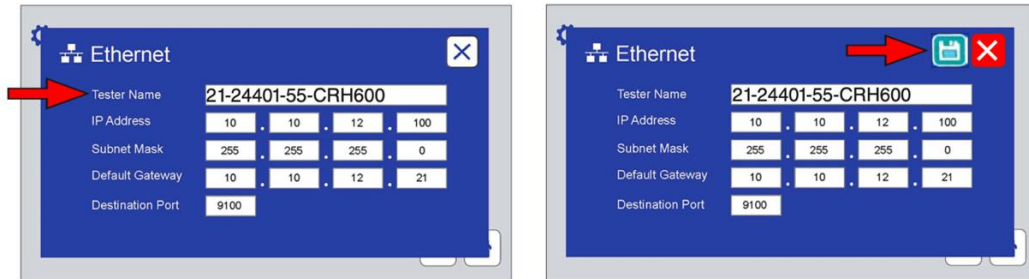 Ethernet
Tester Name 21-24401-55-CRH600
IP Address 10 . 10 . 12 . 100
Subnet Mask 255 . 255 . 255 . 0
Default Gateway 10 . 10 . 12 . 21
Destination Port 9100
Ethernet
Tester Name 21-24401-55-CRH600
IP Address 10 . 10 . 12 . 100
Subnet Mask 255 . 255 . 255 . 0
Default Gateway 10 . 10 . 12 . 21
Destination Port 9100